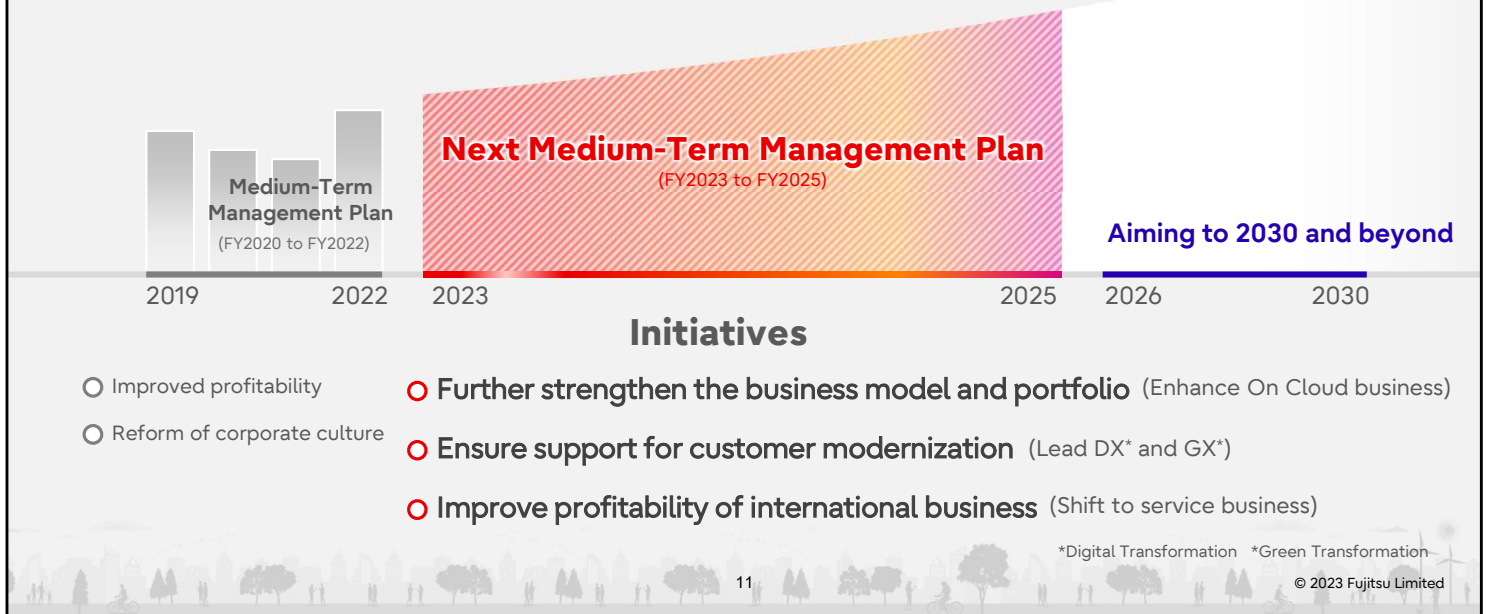 Medium-Term
Management Plan
(FY2020 to FY2022)
Next Medium-Term Management Plan
(FY2023 to FY2025)
Aiming to 2030 and beyond
2019
2022
2023
2025
2026
2030
Initiatives
Improved profitability
Reform of corporate culture
Further strengthen the business model and portfolio (Enhance On Cloud business)
Ensure support for customer modernization (Lead DX* and GX*)
Improve profitability of international business (Shift to service business)
*Digital Transformation *Green Transformation
11
© 2023 Fujitsu Limited